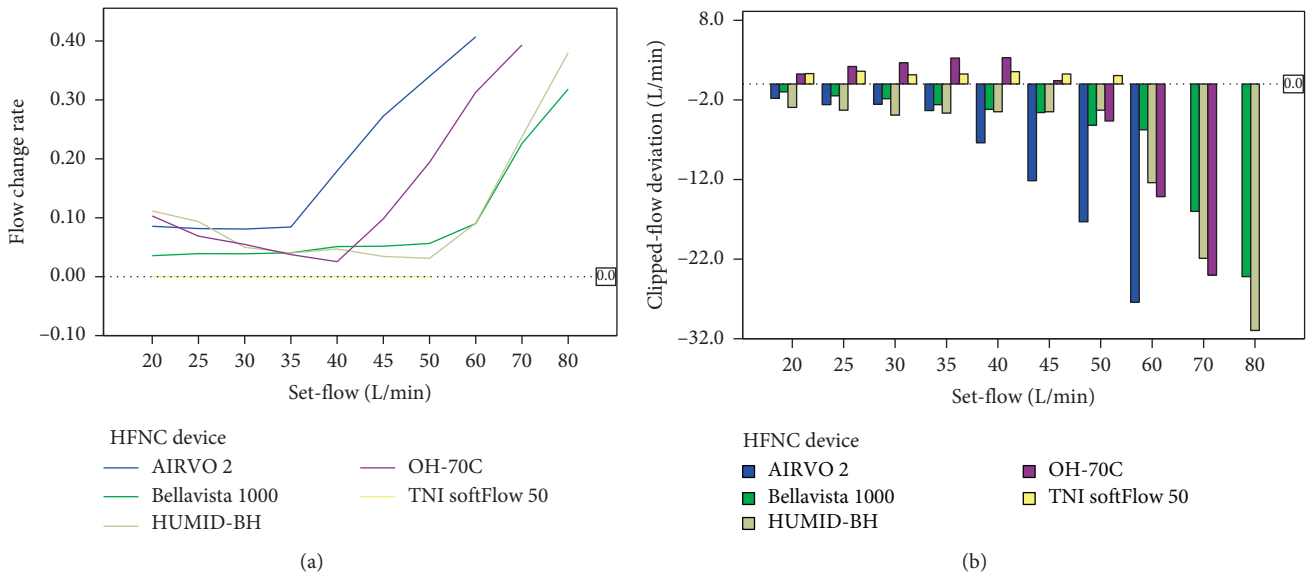 Flow change rate
0.40
0.30
0.20
0.10
0.00
–0.10
0.0
20 25 30 35 40 45 50 60 70 80
Set-flow (L/min)
HFNC device
AIRVO 2
Bellavista 1000
HUMID-BH
OH-70C
TNI softFlow 50
(a)
Clipped-flow deviation (L/min)
8.0
–2.0
–12.0
–22.0
–32.0
0.0
20 25 30 35 40 45 50 60 70 80
Set-flow (L/min)
HFNC device
AIRVO 2
Bellavista 1000
HUMID-BH
OH-70C
TNI softFlow 50
(b)